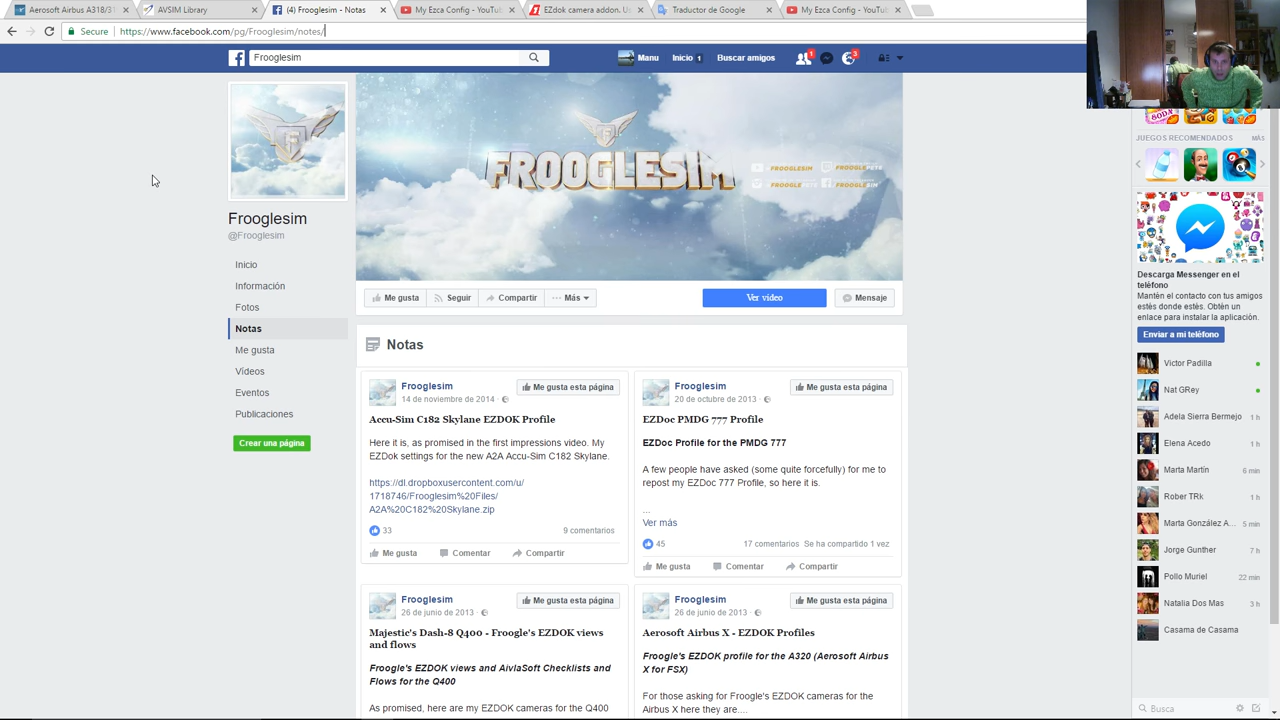 Aerosoft Airbus A318/31
AVSIM Library
(4) Frooglesim - Notas
My Ezca Config - YouTub
EZdok camera addon. U
Traductor de Google
My Ezca Config - YouTub
Secure
https://www.facebook.com/pg/Frooglesim/notes/
Frooglesim
Manu
Inicio 1
Buscar amigos
1
3
FROOGLESIM
FROOGLESIM
FROOGLEPETE
FROOGLESIM
Frooglesim
@Frooglesim
Inicio
Información
Fotos
Notas
Me gusta
Vídeos
Eventos
Publicaciones
Crear una página
Me gusta
Seguir
Compartir
Más
Ver vídeo
Mensaje
Notas
Frooglesim
Me gusta esta página
14 de noviembre de 2014 ·
Accu-Sim C182 Skylane EZDOK Profile
Here it is, as promised in the first impressions video. My
EZDok settings for the new A2A Accu-Sim C182 Skylane.
https://dl.dropboxusercontent.com/u/
1718746/Frooglesim%20Files/
A2A%20C182%20Skylane.zip
33
9 comentarios
Me gusta
Comentar
Compartir
Frooglesim
Me gusta esta página
20 de octubre de 2013 ·
EZDoc PMDG 777 Profile
EZDoc Profile for the PMDG 777
A few people have asked (some quite forcefully) for me to
repost my EZDoc 777 Profile, so here it is.
...
Ver más
45
17 comentarios Se ha compartido 1 vez
Me gusta
Comentar
Compartir
Frooglesim
Me gusta esta página
26 de junio de 2013 ·
Majestic's Dash-8 Q400 - Froogle's EZDOK views
and flows
Froogle's EZDOK views and AivlaSoft Checklists and
Flows for the Q400
As promised, here are my EZDOK cameras for the Q400
Frooglesim
Me gusta esta página
26 de junio de 2013 ·
Aerosoft Airbus X - EZDOK Profiles
Froogle's EZDOK profile for the A320 (Aerosoft Airbus
X for FSX)
For those asking for Froogle's EZDOK cameras for the
Airbus X here they are....
SODA
JUEGOS RECOMENDADOS
MÁS
Descarga Messenger en el
teléfono
Mantén el contacto con tus amigos
estés donde estés. Obtén un
enlace para instalar la aplicación.
Enviar a mi teléfono
Victor Padilla
Nat GRey
Adela Sierra Bermejo
1 h
Elena Acedo
1 h
Marta Martín
6 min
Rober TRk
1 h
Marta González A...
5 min
Jorge Gunther
7 h
Pollo Muriel
22 min
Natalia Dos Mas
3 h
Casama de Casama
Busca